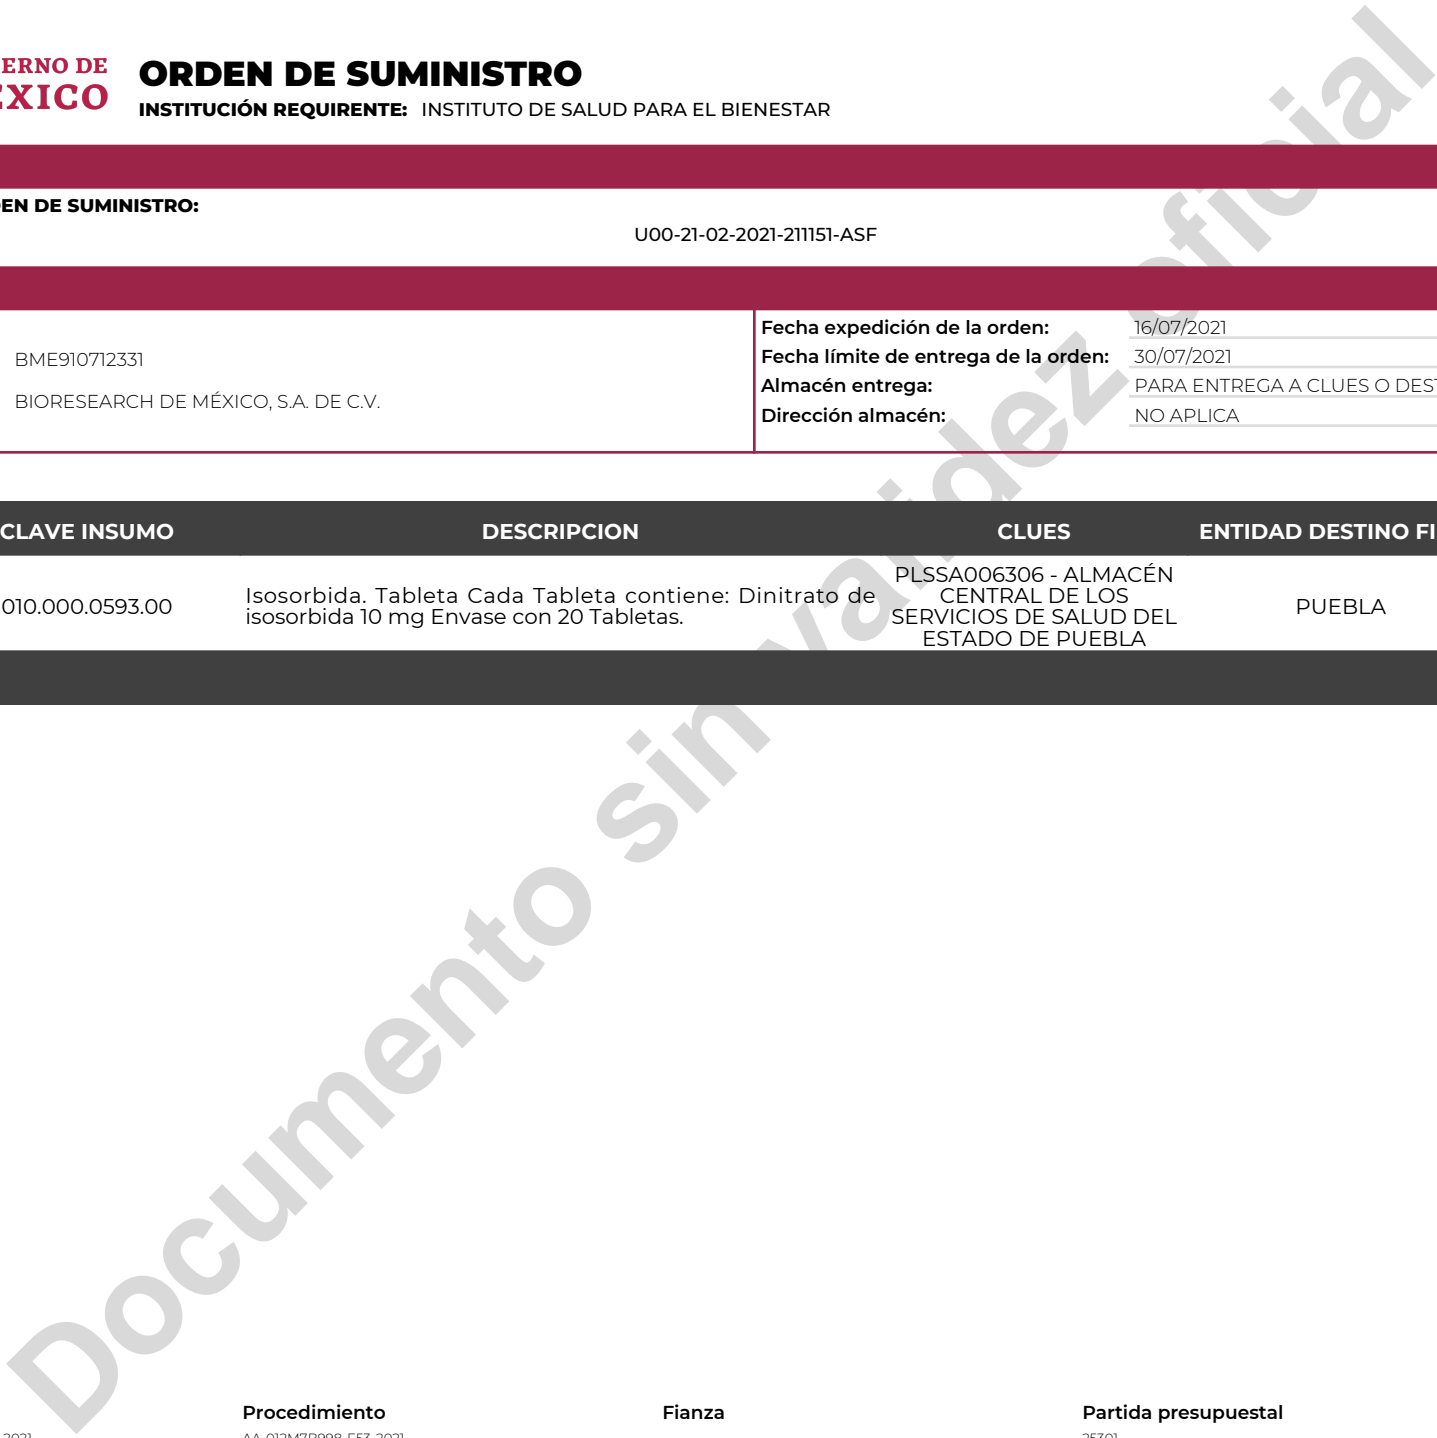 ERNO DE
ÉXICO
ORDEN DE SUMINISTRO
INSTITUCIÓN REQUIRENTE: INSTITUTO DE SALUD PARA EL BIENESTAR
EN DE SUMINISTRO:
U00-21-02-2021-211151-ASF
BME910712331
BIORESEARCH DE MÉXICO, S.A. DE C.V.
Fecha expedición de la orden: 16/07/2021
Fecha límite de entrega de la orden: 30/07/2021
Almacén entrega: PARA ENTREGA A CLUES O DEST
Dirección almacén: NO APLICA
CLAVE INSUMO DESCRIPCION CLUES ENTIDAD DESTINO FI
010.000.0593.00
Isosorbida. Tableta Cada Tableta contiene: Dinitrato de
isosorbida 10 mg Envase con 20 Tabletas.
PLSSA006306 - ALMACÉN
CENTRAL DE LOS
SERVICIOS DE SALUD DEL
ESTADO DE PUEBLA
PUEBLA
Documento sin validez oficial
Procedimiento Fianza Partida presupuestal